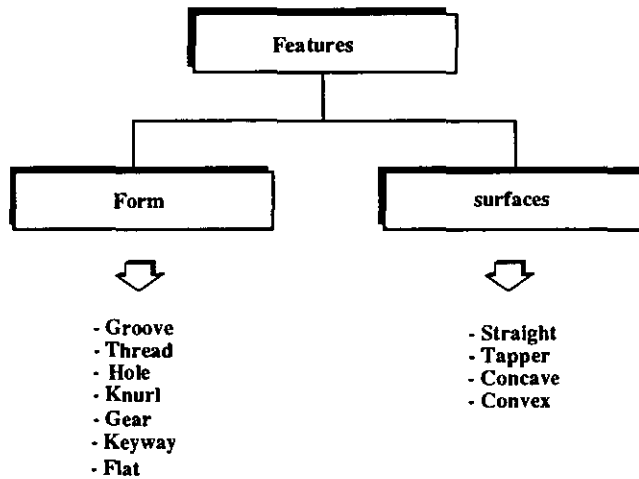 Features
Form
surfaces
- Groove
- Thread
- Hole
- Knurl
- Gear
- Keyway
- Flat
- Straight
- Tapper
- Concave
- Convex